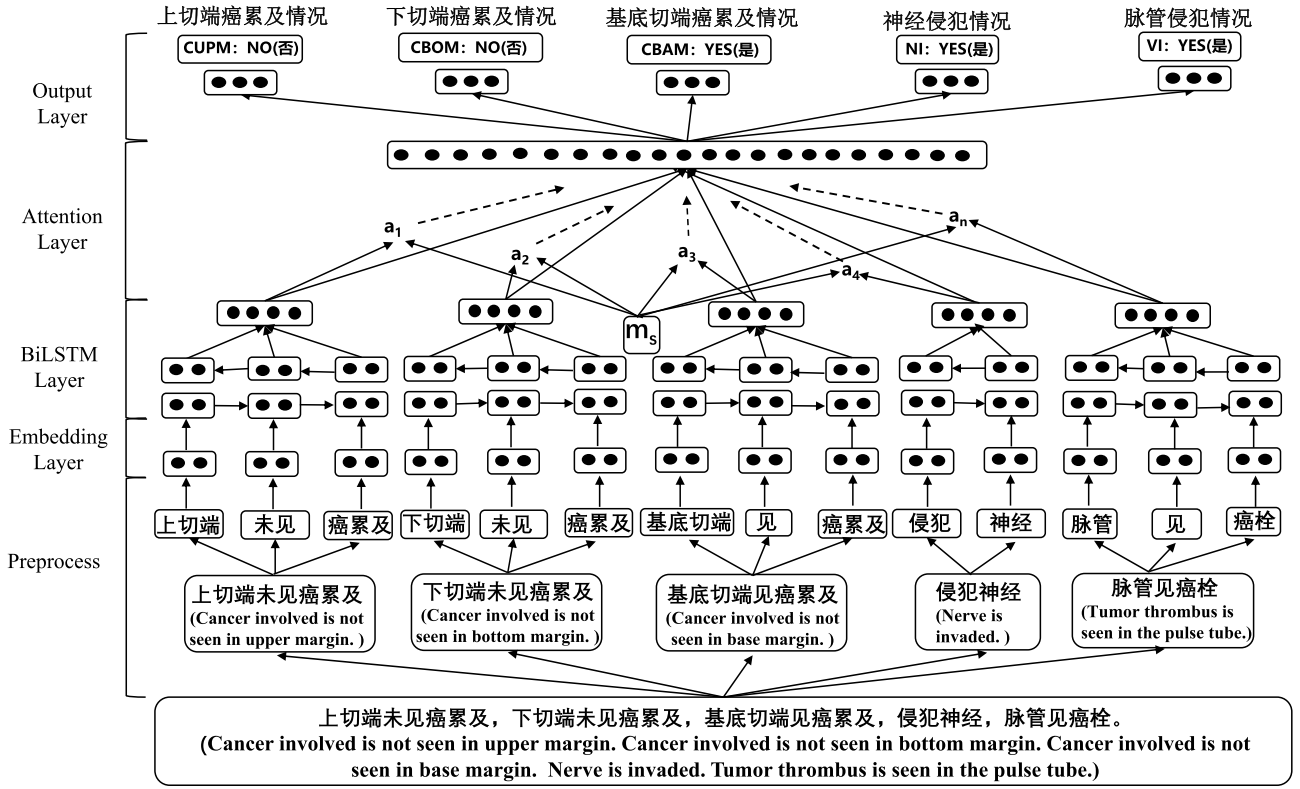 上切端癌累及情况
下切端癌累及情况
基底切端癌累及情况
神经侵犯情况
脉管侵犯情况
CUPM: NO(否)
CBOM: NO(否)
CBAM: YES(是)
NI: YES(是)
VI: YES(是)
Output
Layer
Attention
Layer
a1
a2
a3
a4
an
ms
BiLSTM
Layer
Embedding
Layer
Preprocess
上切端
未见
癌累及
下切端
未见
癌累及
基底切端
见
癌累及
侵犯
神经
脉管
见
癌栓
上切端未见癌累及
(Cancer involved is not
seen in upper margin. )
下切端未见癌累及
(Cancer involved is not
seen in bottom margin. )
基底切端见癌累及
(Cancer involved is not
seen in base margin. )
侵犯神经
(Nerve is
invaded. )
脉管见癌栓
(Tumor thrombus is
seen in the pulse tube.)
上切端未见癌累及，下切端未见癌累及，基底切端见癌累及，侵犯神经，脉管见癌栓。
(Cancer involved is not seen in upper margin. Cancer involved is not seen in bottom margin. Cancer involved is not
seen in base margin.  Nerve is invaded. Tumor thrombus is seen in the pulse tube.)